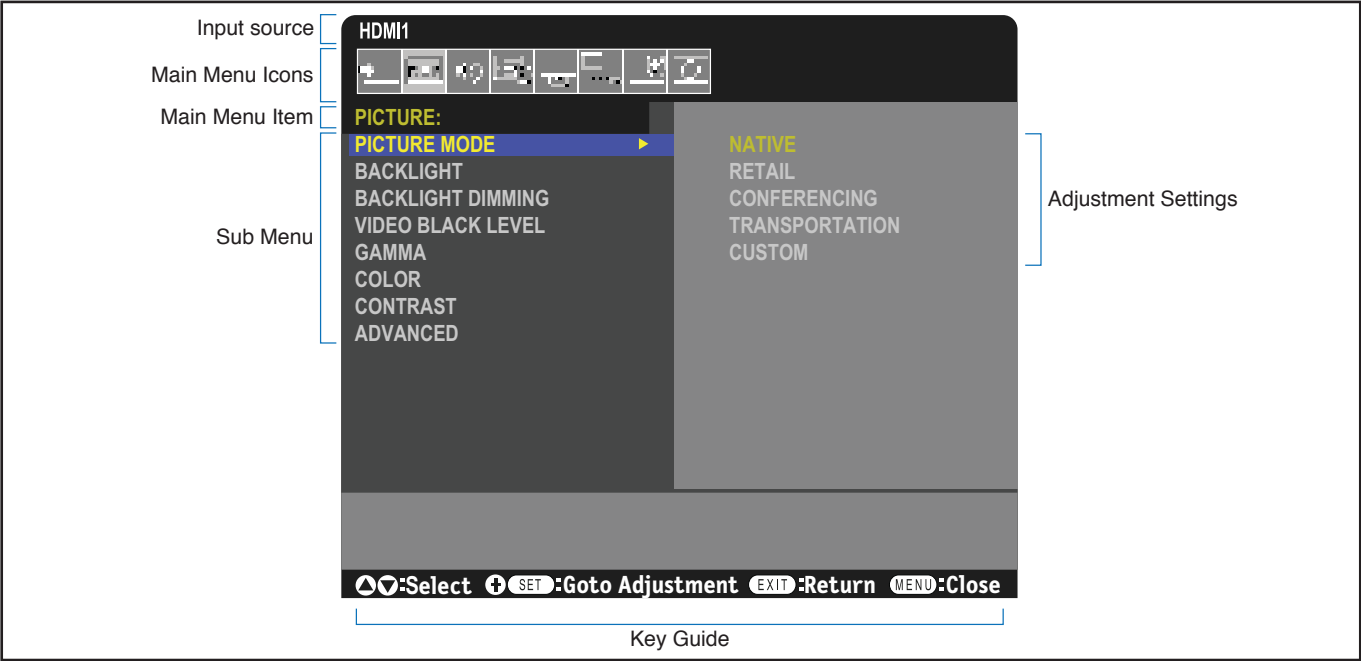 Input source
HDMI1
Main Menu Icons
Main Menu Item
PICTURE:
Sub Menu
PICTURE MODE
BACKLIGHT
BACKLIGHT DIMMING
VIDEO BLACK LEVEL
GAMMA
COLOR
CONTRAST
ADVANCED
NATIVE
RETAIL
CONFERENCING
TRANSPORTATION
CUSTOM
Adjustment Settings
:Select SET :Goto Adjustment EXIT :Return MENU :Close
Key Guide